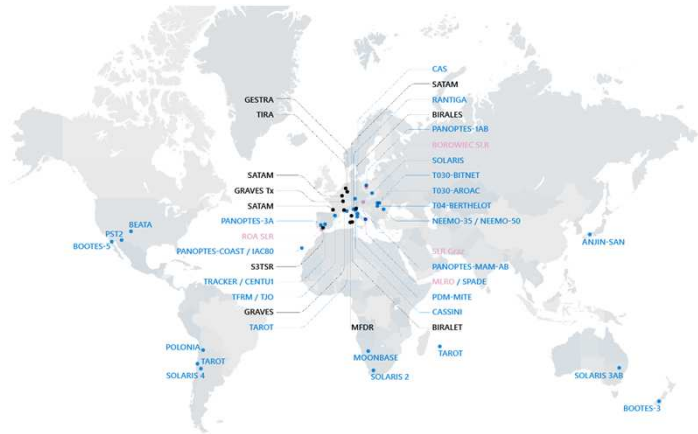 CAS
SATAM
GESTRA
RANTIGA
TIRA
BIRALES
PANOPTES-1AB
BOROWIEC SLR
SOLARIS
SATAM
T030-BITNET
GRAVES Tx
T030-AROAC
SATAM
T04-BERTHELOT
PANOPTES-3A
NEEMO-35 / NEEMO-50
BEATA
PST2
BOOTES-5
ROA SLR
ANJIN-SAN
PANOPTES-COAST / IAC80
SLR Graz
S3TSR
PANOPTES-MAM-AB
TRACKER / CENTU1
MLRO / SPADE
TFRM / TJO
PDM-MITE
GRAVES
CASSINI
TAROT
MFDR
BIRALET
POLONIA
MOONBASE
TAROT
TAROT
SOLARIS 4
SOLARIS 2
SOLARIS 3AB
BOOTES-3